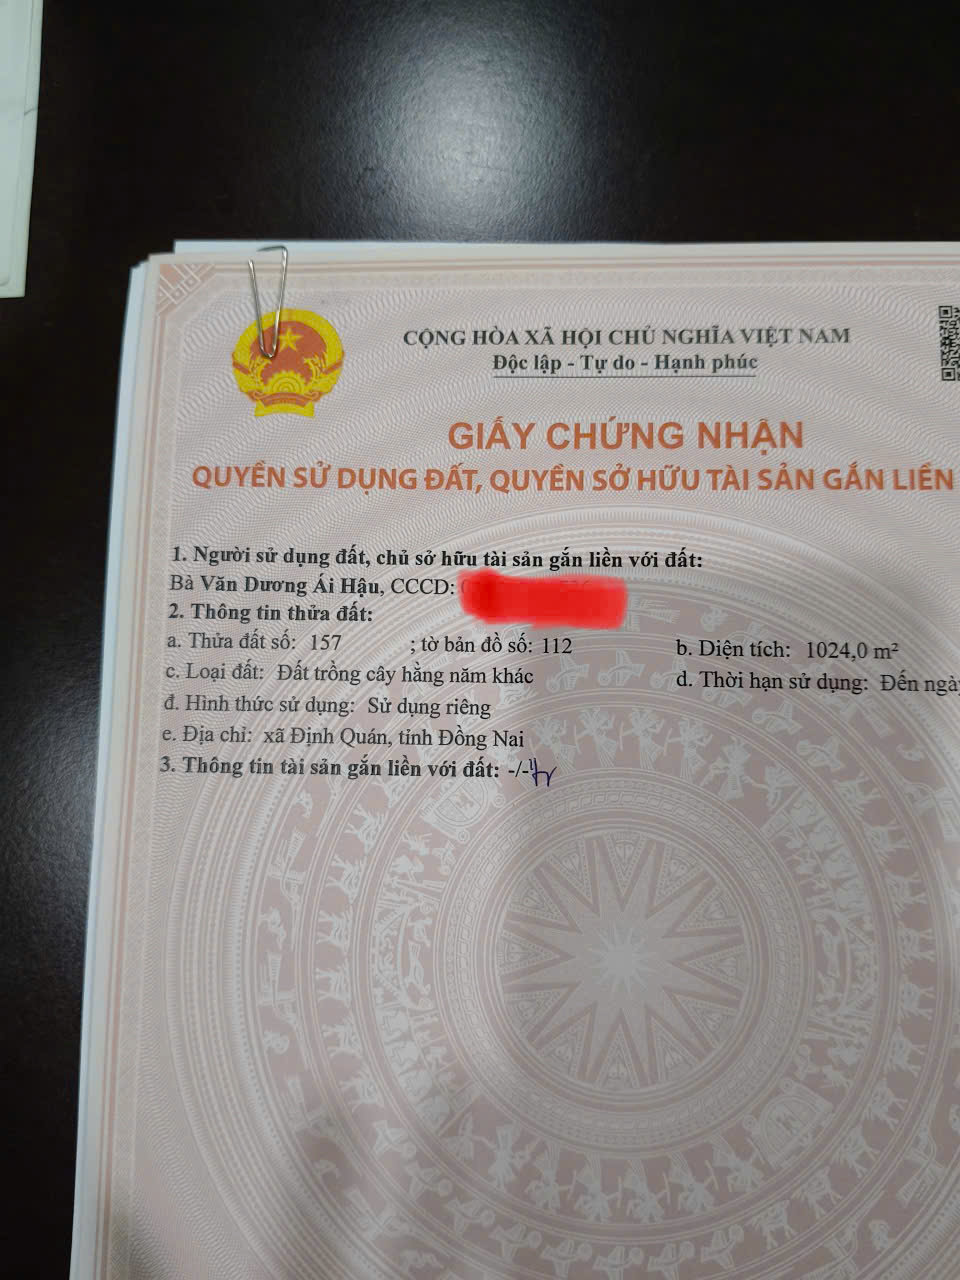 CỘNG HÒA XÃ HỘI CHỦ NGHĨA VIỆT NAM
Độc lập - Tự do - Hạnh phúc
GIẤY CHỨNG NHẬN
QUYỀN SỬ DỤNG ĐẤT, QUYỀN SỞ HỮU TÀI SẢN GẮN LIỀN
1. Người sử dụng đất, chủ sở hữu tài sản gắn liền với đất:
Bà Văn Dương Ái Hậu, CCCD:
2. Thông tin thửa đất:
a. Thửa đất số: 157 ; tờ bản đồ số: 112 b. Diện tích: 1024,0 m²
c. Loại đất: Đất trồng cây hằng năm khác d. Thời hạn sử dụng: Đến
đ. Hình thức sử dụng: Sử dụng riêng
e. Địa chỉ: xã Định Quán, tỉnh Đồng Nai
3. Thông tin tài sản gắn liền với đất: -/-